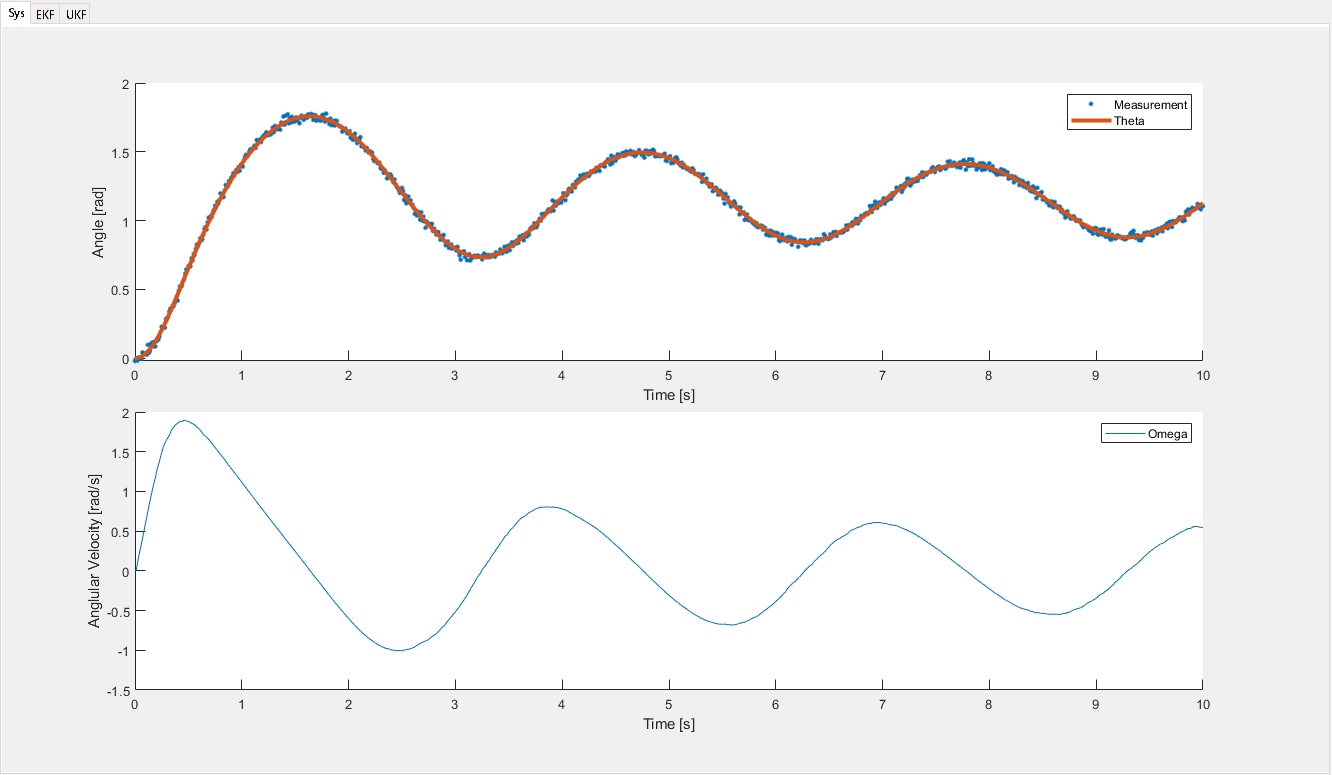 Sys EKF UKF
2
1.5
1
0.5
0
Angle [rad]
Measurement
Theta
0 1 2 3 4 5 6 7 8 9 10
Time [s]
2
1.5
1
0.5
0
-0.5
-1
-1.5
Anglular Velocity [rad/s]
Omega
0 1 2 3 4 5 6 7 8 9 10
Time [s]